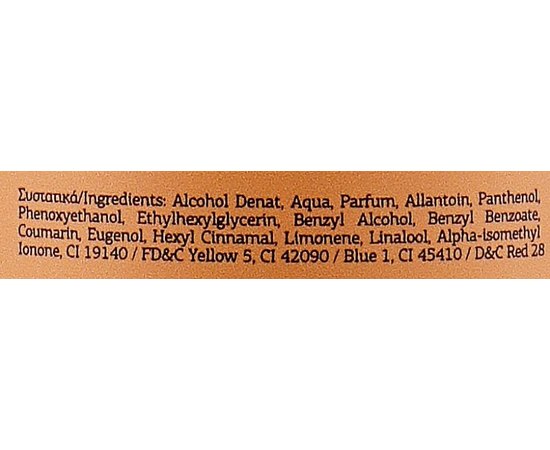 Συστατικά/Ingredients: Alcohol Denat, Aqua, Parfum, Allantoin, Panthenol,
Phenoxyethanol, Ethylhexylglycerin, Benzyl Alcohol, Benzyl Benzoate,
Coumarin, Eugenol, Hexyl Cinnamal, Limonene, Linalool, Alpha-isomethyl
Ionone, CI 19140 / FD&C Yellow 5, CI 42090 / Blue 1, CI 45410 / D&C Red 28